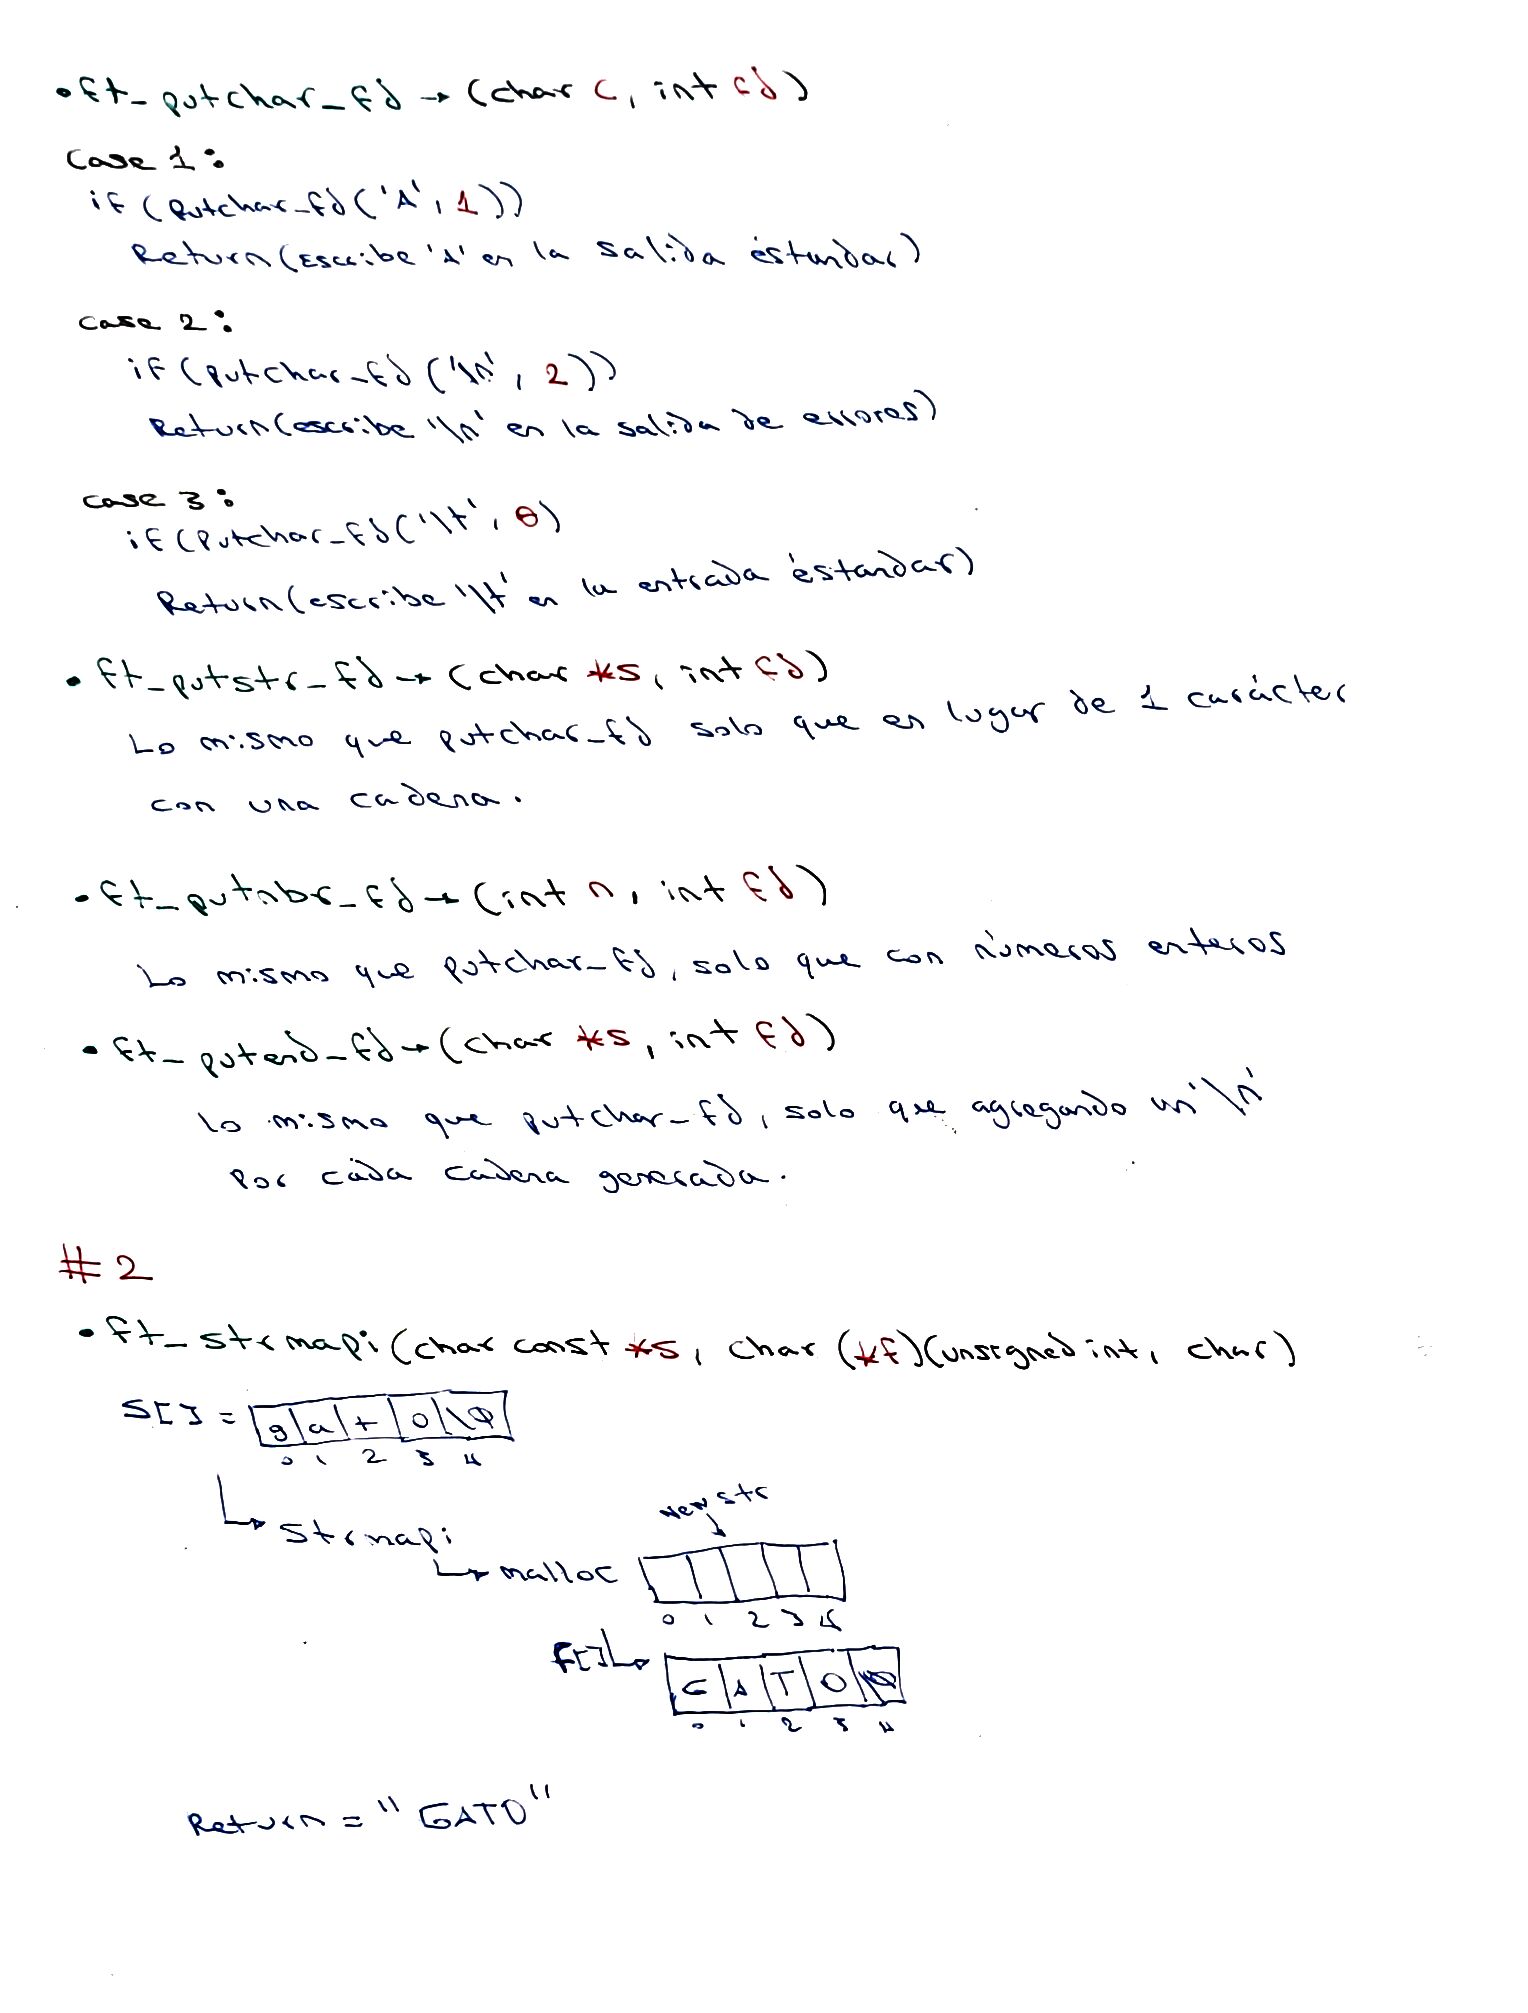 • ft_putchar_fd → (char c, int fd)
Case 1:
if (putchar_fd('A', 1))
Return(Escribe 'A' en la salida éstandar)
case 2:
if (putchar_fd ('\n', 2))
Return(escribe '\n' en la salida de errores)
case 3:
if (Putchar_fd('\t', 0)
Return(escribe '\t' en la entrada éstandar)
• ft_putstr_fd → (char *s, int fd)
Lo mismo que putchar_fd solo que en lugar de 1 carácter
con una cadena.
• ft_putnbr_fd → (int n, int fd)
Lo mismo que putchar_fd, solo que con números enteros
• ft_putend_fd → (char *s, int fd)
lo mismo que putchar_fd, solo que agregando un '\n'
por cada cadena generada.
#2
• ft_strmapi(char const *s, char (*f)(unsigned int, char)
S[] = g a t o \0
0 1 2 3 4
Strmapi
New str
malloc
0 1 2 3 4
f[] G A T O \0
0 1 2 3 4
Return = "GATO"